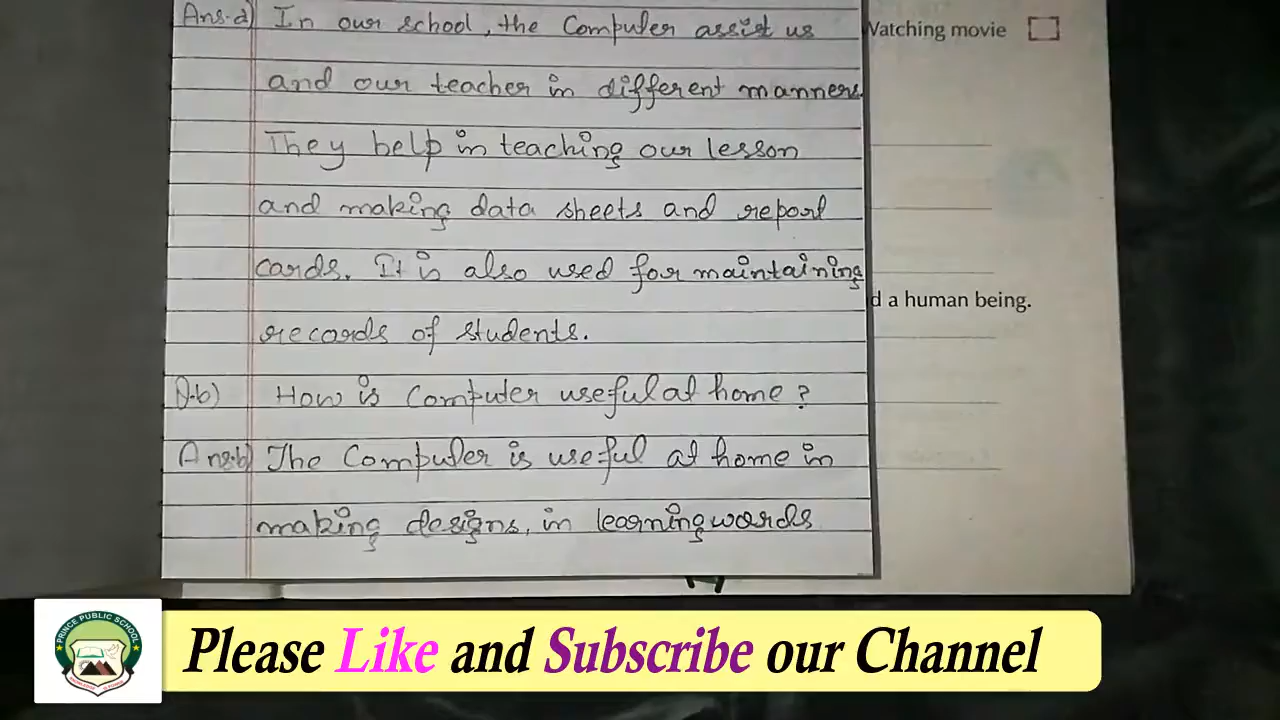 Ans.a) In our school, the Computer assist us
and our teacher in different manners
They help in teaching our lesson
and making data sheets and report
cards. It is also used for maintaining
records of students.
Q.b) How is Computer useful at home?
Ans.b) The Computer is useful at home in
making designs, in learning words
Watching movie
d a human being.
PRINCE PUBLIC SCHOOL
Please Like and Subscribe our Channel